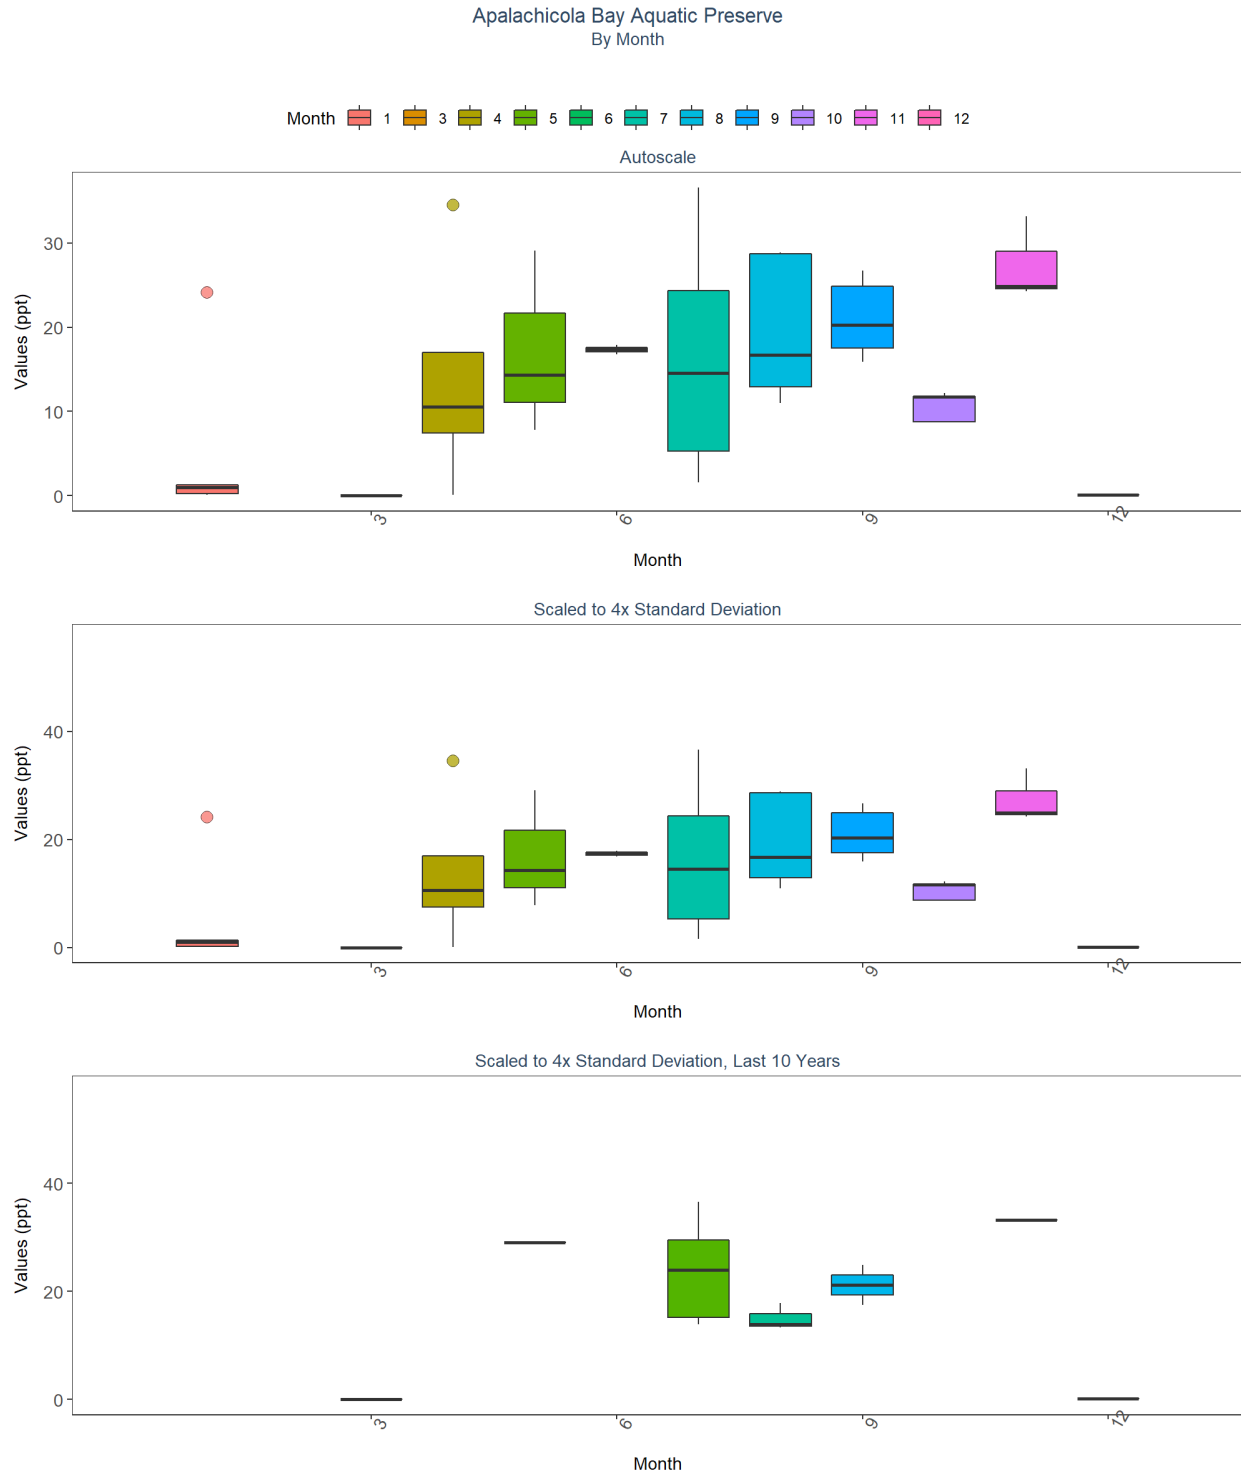 Apalachicola Bay Aquatic Preserve
By Month
Month 1 3 4 5 6 7 8 9 10 11 12
Autoscale
Values (ppt)
30
20
10
0
3 6 9 12
Month
Scaled to 4x Standard Deviation
Values (ppt)
40
20
0
3 6 9 12
Month
Scaled to 4x Standard Deviation, Last 10 Years
Values (ppt)
40
20
0
3 6 9 12
Month